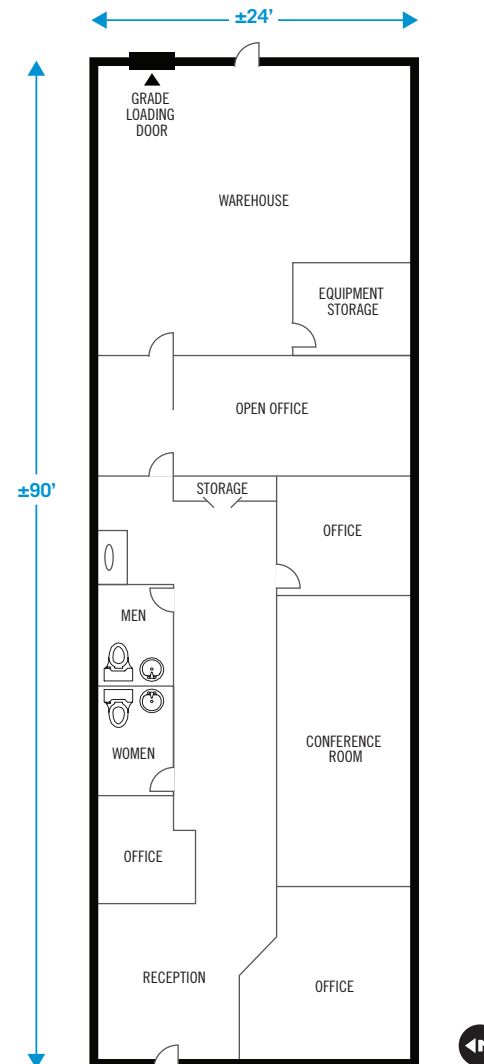 ±24’
GRADE
LOADING
DOOR
WAREHOUSE
EQUIPMENT
STORAGE
OPEN OFFICE
±90’
STORAGE
OFFICE
MEN
WOMEN
CONFERENCE
ROOM
OFFICE
RECEPTION
OFFICE